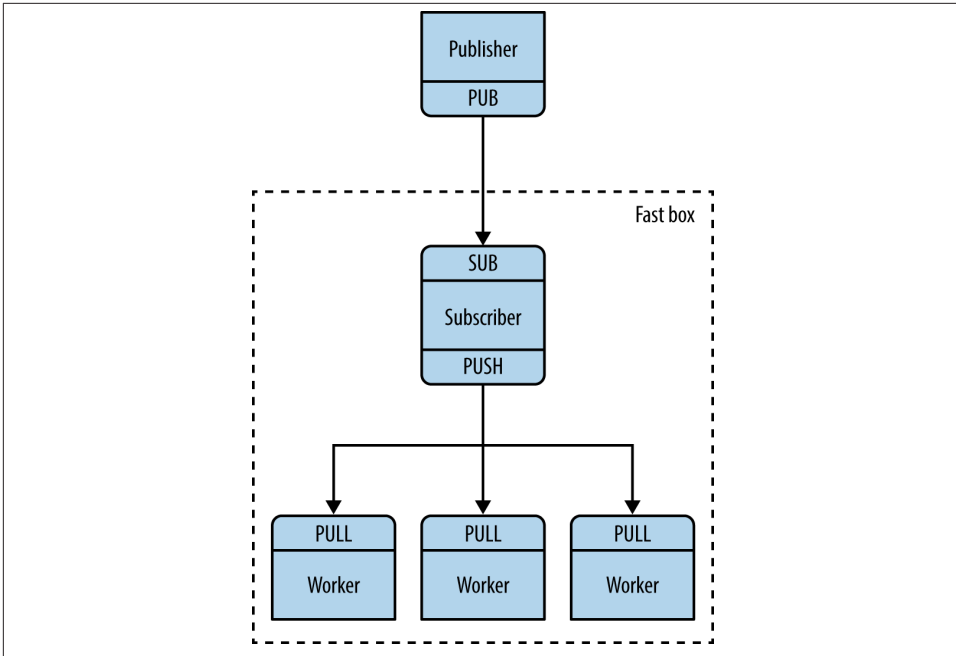 Publisher
PUB
Fast box
SUB
Subscriber
PUSH
PULL
PULL
PULL
Worker
Worker
Worker